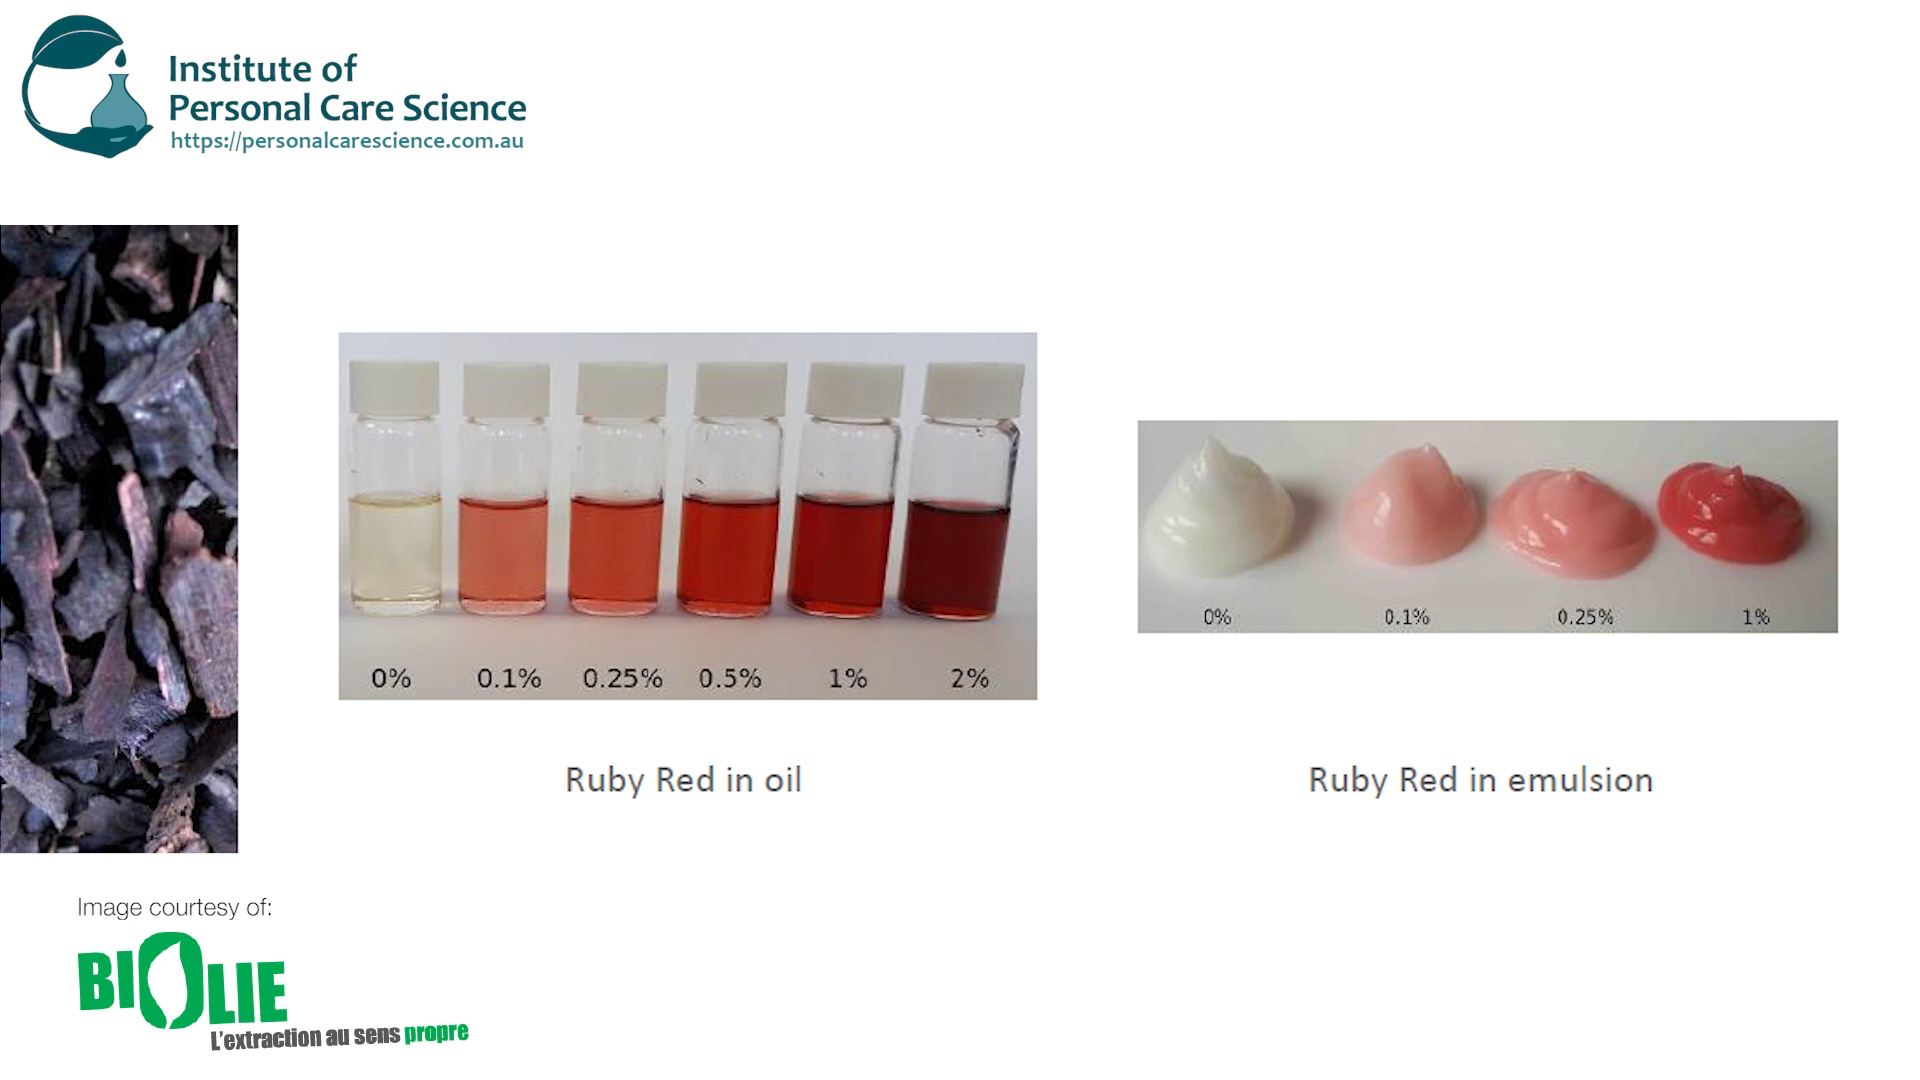 Institute of
Personal Care Science
https://personalcarescience.com.au
0% 0.1% 0.25% 0.5% 1% 2%
Ruby Red in oil
0% 0.1% 0.25% 1%
Ruby Red in emulsion
Image courtesy of:
BIOLIE
L'extraction au sens propre